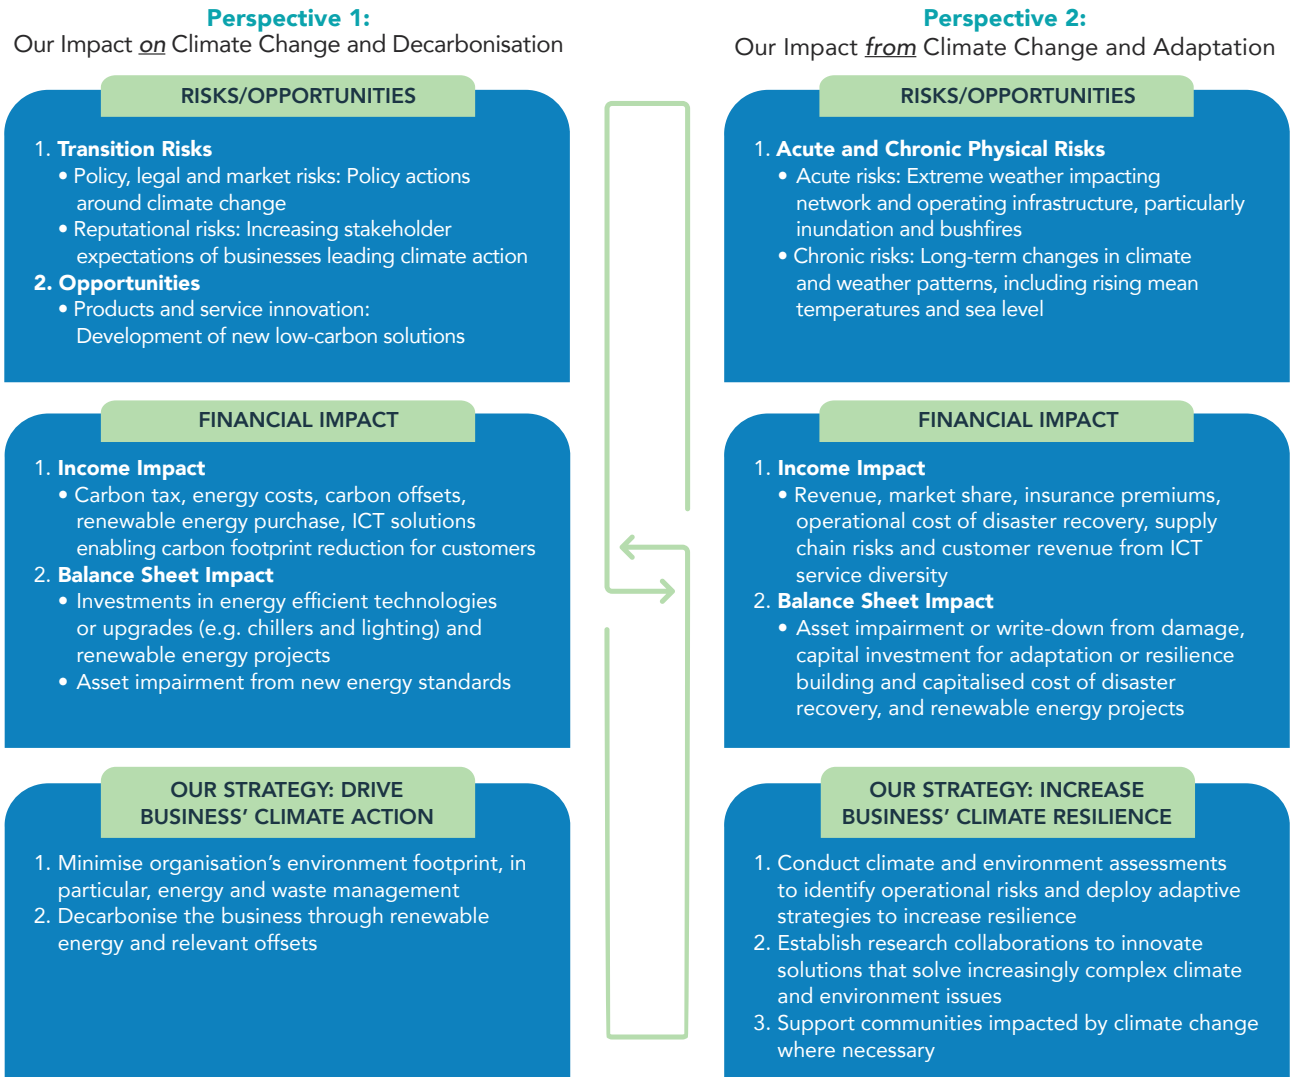 Perspective 1:
Our Impact on Climate Change and Decarbonisation
RISKS/OPPORTUNITIES
1. Transition Risks
• Policy, legal and market risks: Policy actions
around climate change
• Reputational risks: Increasing stakeholder
expectations of businesses leading climate action
2. Opportunities
• Products and service innovation:
Development of new low-carbon solutions
FINANCIAL IMPACT
1. Income Impact
• Carbon tax, energy costs, carbon offsets,
renewable energy purchase, ICT solutions
enabling carbon footprint reduction for customers
2. Balance Sheet Impact
• Investments in energy efficient technologies
or upgrades (e.g. chillers and lighting) and
renewable energy projects
• Asset impairment from new energy standards
OUR STRATEGY: DRIVE
BUSINESS’ CLIMATE ACTION
1. Minimise organisation’s environment footprint, in
particular, energy and waste management
2. Decarbonise the business through renewable
energy and relevant offsets
Perspective 2:
Our Impact from Climate Change and Adaptation
RISKS/OPPORTUNITIES
1. Acute and Chronic Physical Risks
• Acute risks: Extreme weather impacting
network and operating infrastructure, particularly
inundation and bushfires
• Chronic risks: Long-term changes in climate
and weather patterns, including rising mean
temperatures and sea level
FINANCIAL IMPACT
1. Income Impact
• Revenue, market share, insurance premiums,
operational cost of disaster recovery, supply
chain risks and customer revenue from ICT
service diversity
2. Balance Sheet Impact
• Asset impairment or write-down from damage,
capital investment for adaptation or resilience
building and capitalised cost of disaster
recovery, and renewable energy projects
OUR STRATEGY: INCREASE
BUSINESS’ CLIMATE RESILIENCE
1. Conduct climate and environment assessments
to identify operational risks and deploy adaptive
strategies to increase resilience
2. Establish research collaborations to innovate
solutions that solve increasingly complex climate
and environment issues
3. Support communities impacted by climate change
where necessary